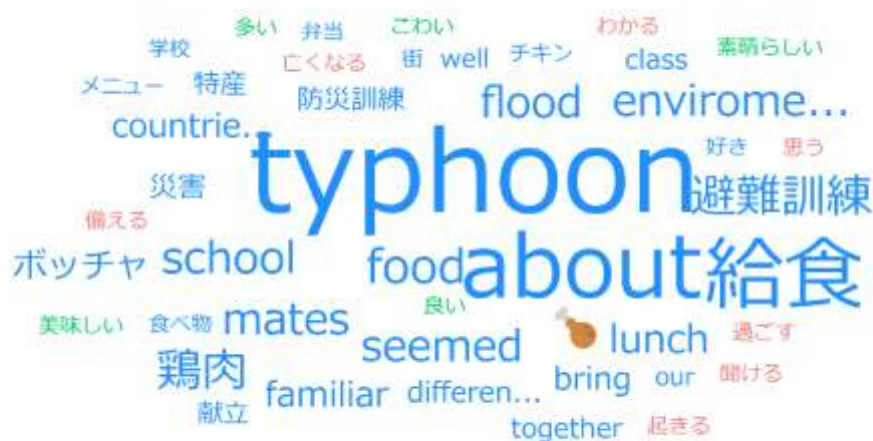 多い 弁当 こわい わかる
学校 亡くなる 街 well チキン class 素晴らしい
メニュー 特産 防災訓練 flood envirome...
countrie... typhoon 好き 思う
災害 避難訓練
備える
ボッチャ school food about 給食
美味しい 食べ物 mates 良い lunch 過ごす
鶏肉 seemed
献立 familiar differen... bring our 聞ける
together 起きる